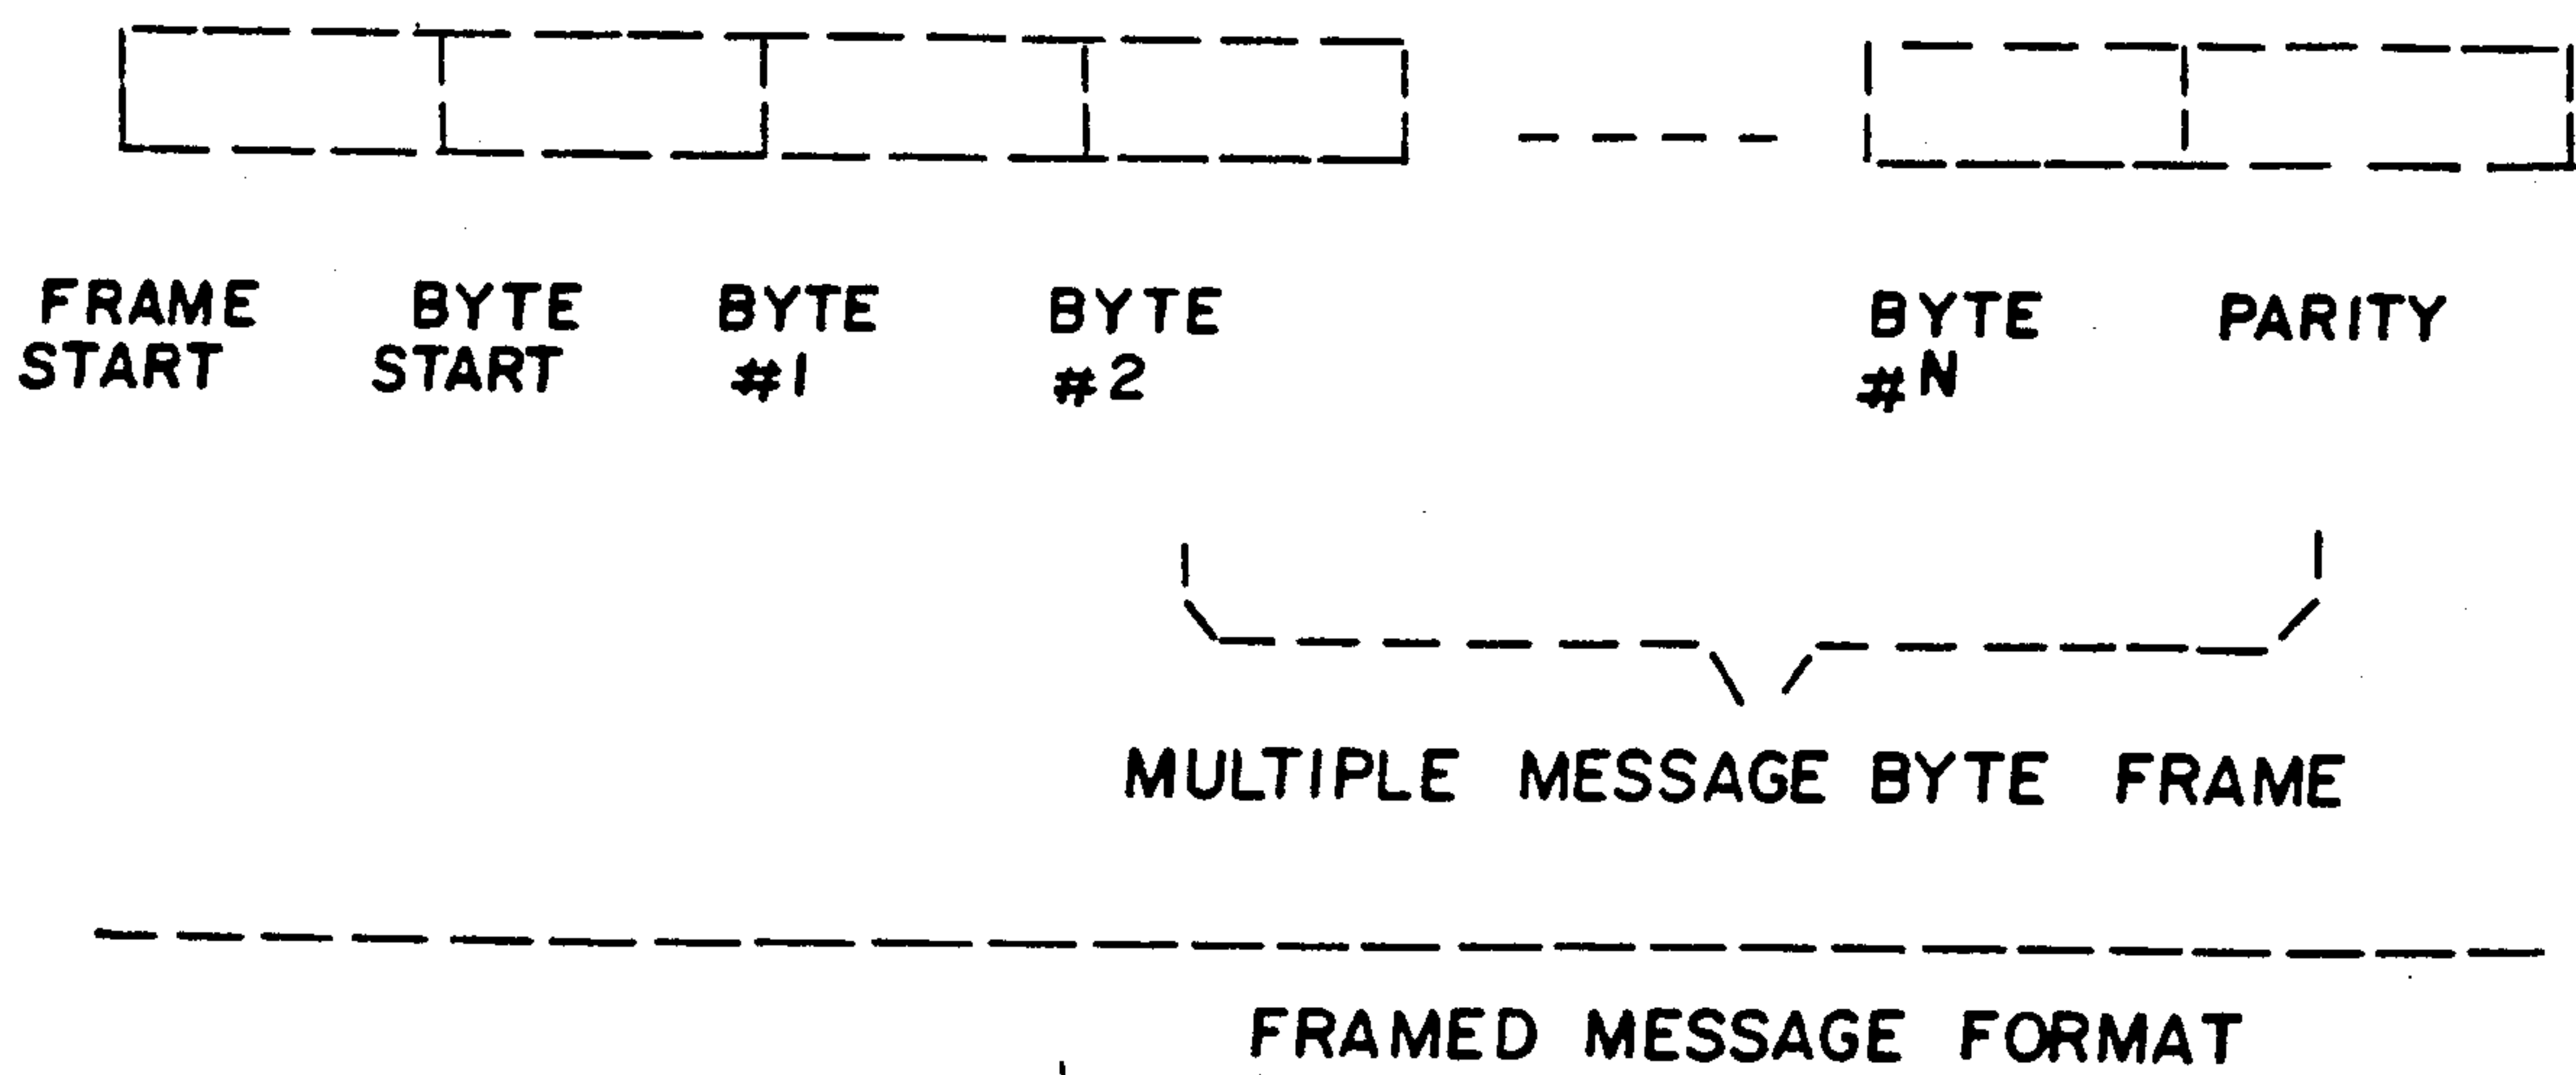 FRAME BYTE BYTE BYTE BYTE PARITY
START START #1 #2 #N
MULTIPLE MESSAGE BYTE FRAME
FRAMED MESSAGE FORMAT